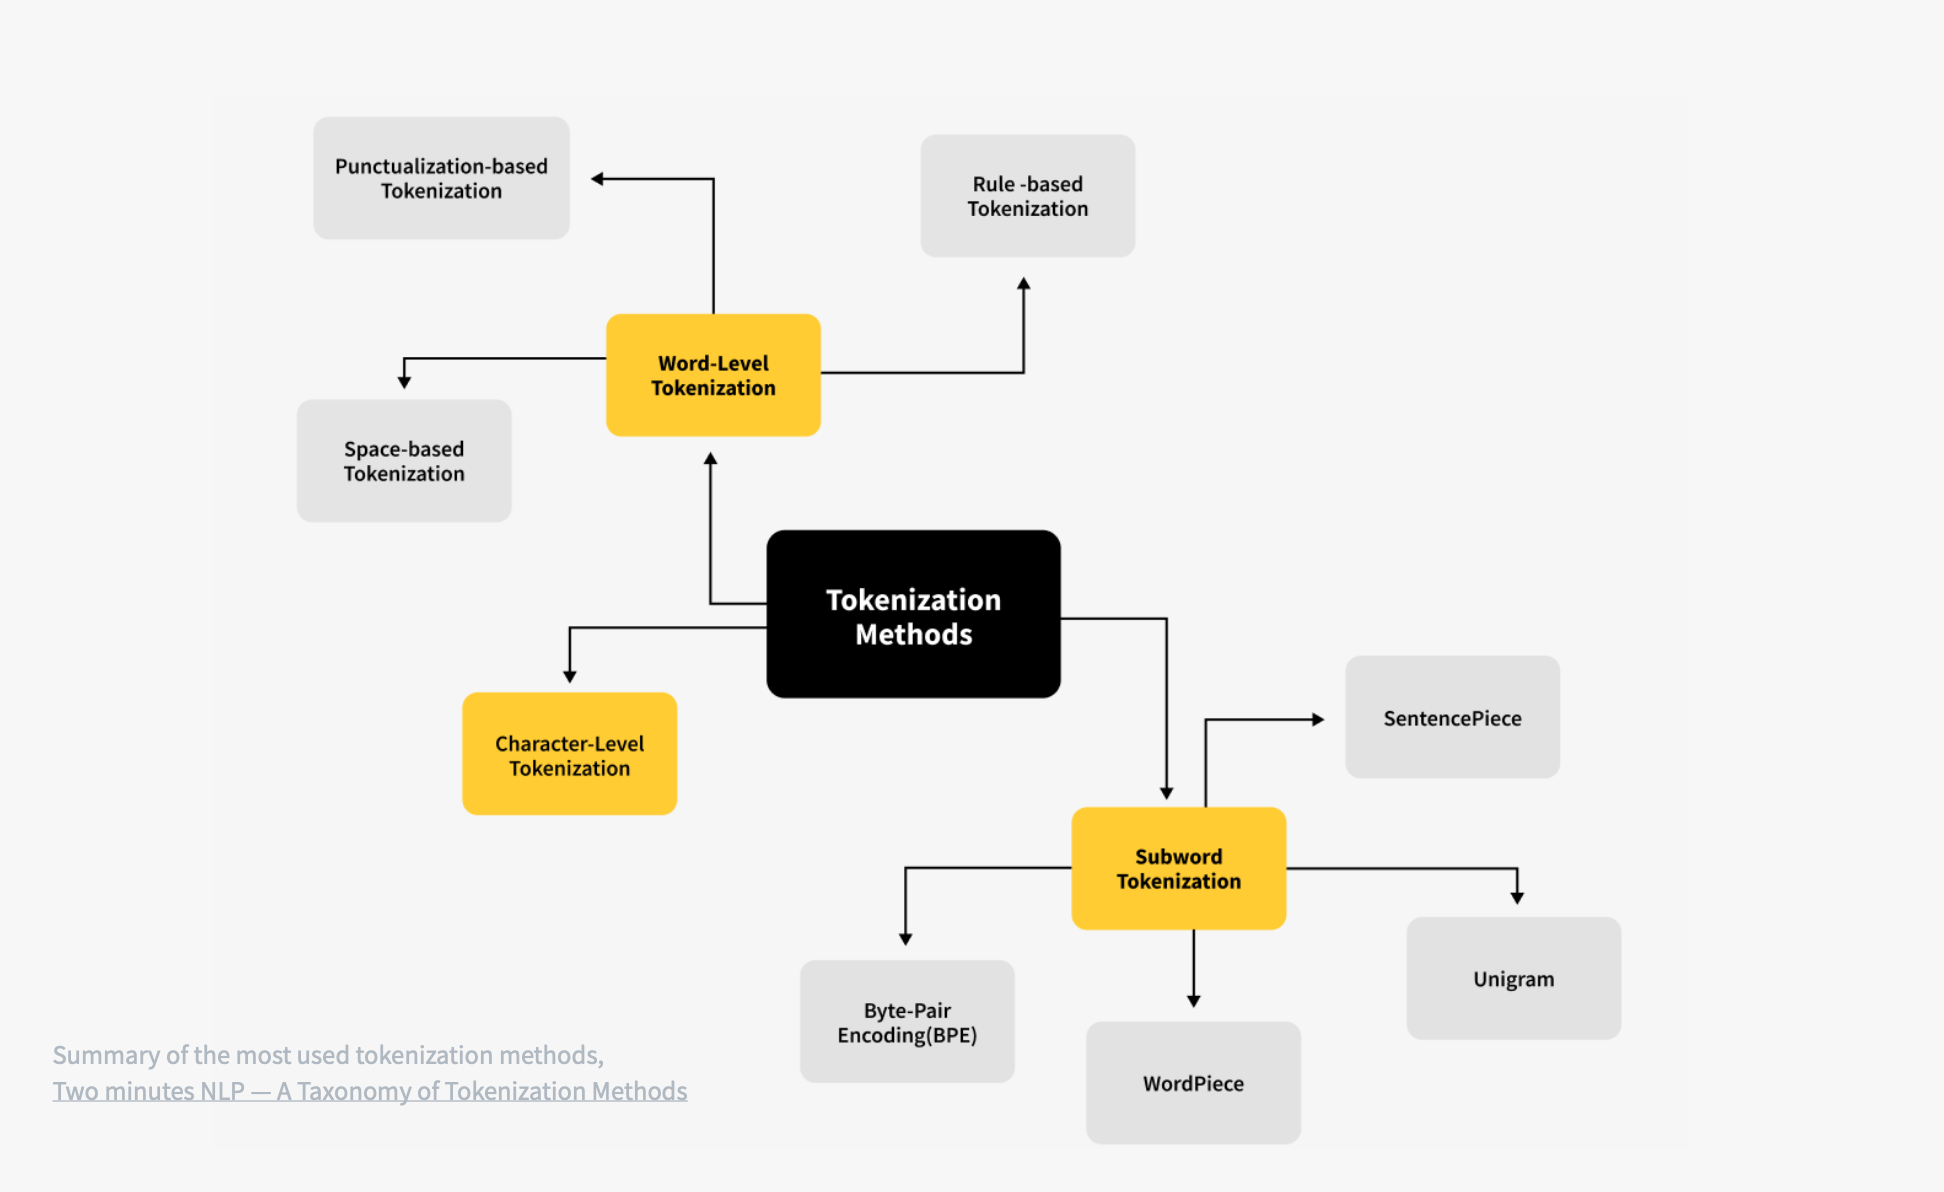 Punctualization-based
Tokenization
Rule -based
Tokenization
Word-Level
Tokenization
Space-based
Tokenization
Tokenization
Methods
Character-Level
Tokenization
SentencePiece
Subword
Tokenization
Unigram
Byte-Pair
Encoding(BPE)
WordPiece
Summary of the most used tokenization methods,
Two minutes NLP — A Taxonomy of Tokenization Methods